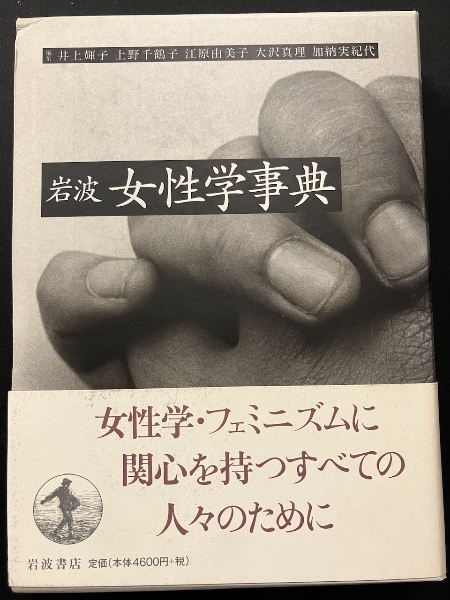 編集 井上輝子 上野千鶴子 江原由美子 大沢真理 加納実紀代
岩波 女性学事典
女性学・フェミニズムに
関心を持つすべての
人々のために
岩波書店 定価(本体4600円+税)